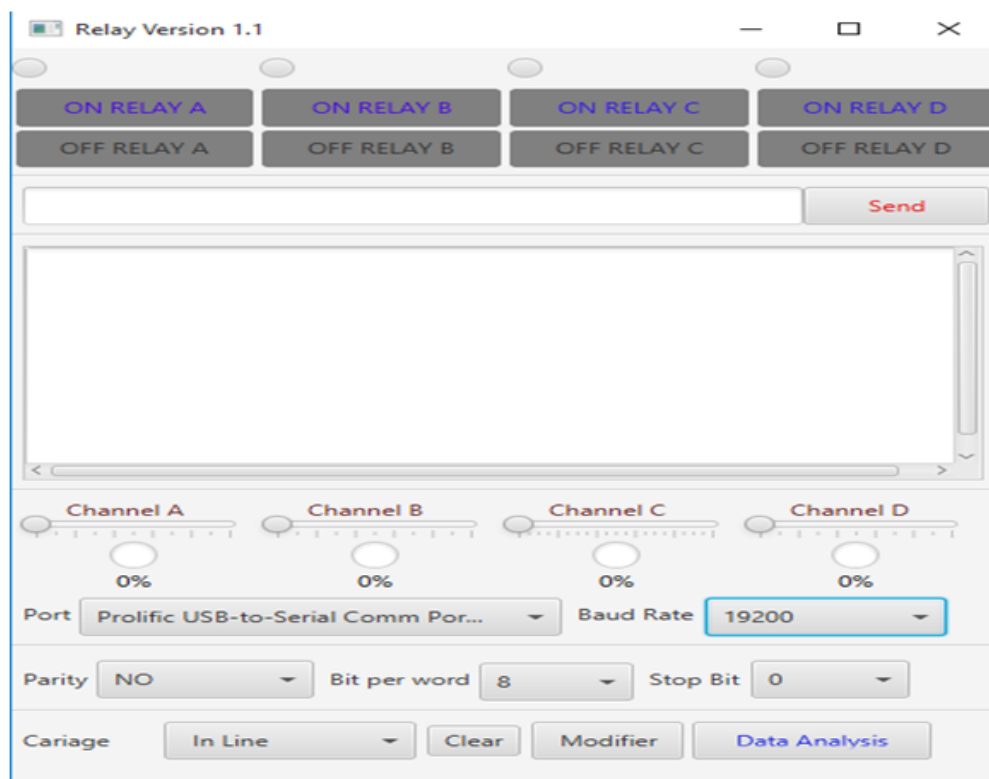 Relay Version 1.1
ON RELAY A ON RELAY B ON RELAY C ON RELAY D
OFF RELAY A OFF RELAY B OFF RELAY C OFF RELAY D
Send
Channel A Channel B Channel C Channel D
0% 0% 0% 0%
Port Prolific USB-to-Serial Comm Por... Baud Rate 19200
Parity NO Bit per word 8 Stop Bit 0
Cariage In Line Clear Modifier Data Analysis